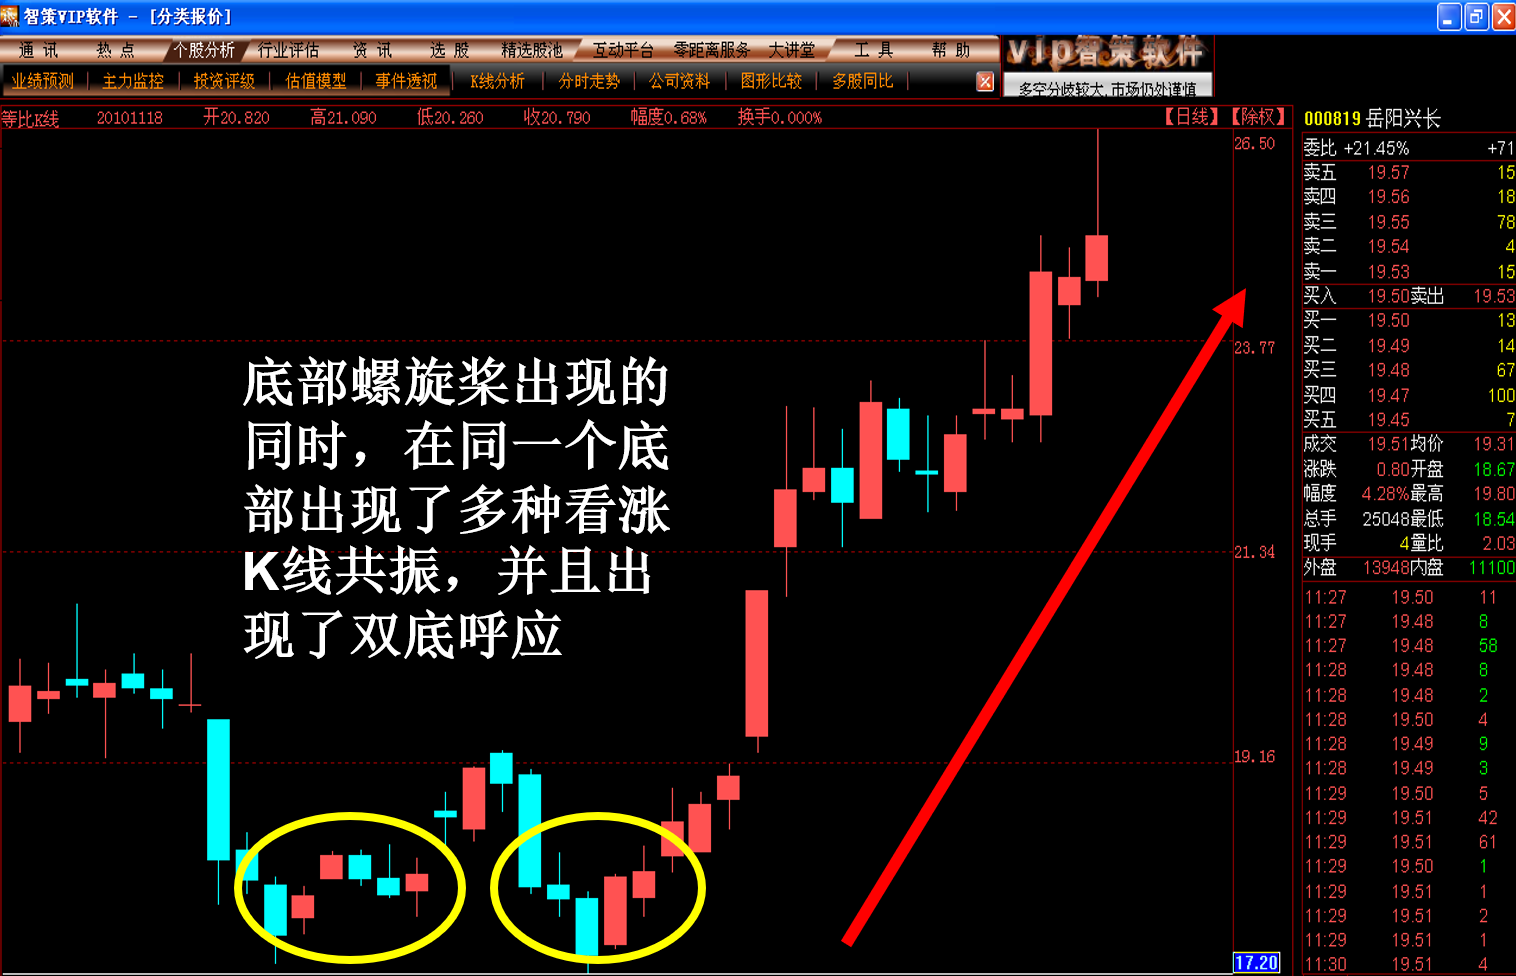 智策VIP软件 - [分类报价]
通 讯 热 点 个股分析 行业评估 资 讯 选 股 精选股池 互动平台 零距离服务 大讲堂 工 具 帮 助
vip智策软件
业绩预测 主力监控 投资评级 估值模型 事件透视 K线分析 分时走势 公司资料 图形比较 多股同比
多空分歧较大,市场仍处谨慎
等比K线 20101118 开20.820 高21.090 低20.260 收20.790 幅度0.68% 换手0.000% 【日线】【除权】
26.50
23.77
21.34
19.16
17.20
底部螺旋桨出现的
同时，在同一个底
部出现了多种看涨
K线共振，并且出
现了双底呼应
000819 岳阳兴长
委比 +21.45% +71
卖五 19.57 15
卖四 19.56 18
卖三 19.55 78
卖二 19.54 4
卖一 19.53 15
买入 19.50 卖出 19.53
买一 19.50 13
买二 19.49 14
买三 19.48 67
买四 19.47 100
买五 19.45 7
成交 19.51 均价 19.31
涨跌 0.80 开盘 18.67
幅度 4.28% 最高 19.80
总手 25048 最低 18.54
现手 4 量比 2.03
外盘 13948 内盘 11100
11:27 19.50 11
11:27 19.48 8
11:27 19.48 58
11:28 19.48 8
11:28 19.48 2
11:28 19.50 4
11:28 19.49 9
11:28 19.49 3
11:29 19.50 5
11:29 19.51 42
11:29 19.51 61
11:29 19.50 1
11:29 19.51 1
11:29 19.51 2
11:29 19.51 1
11:30 19.51 4